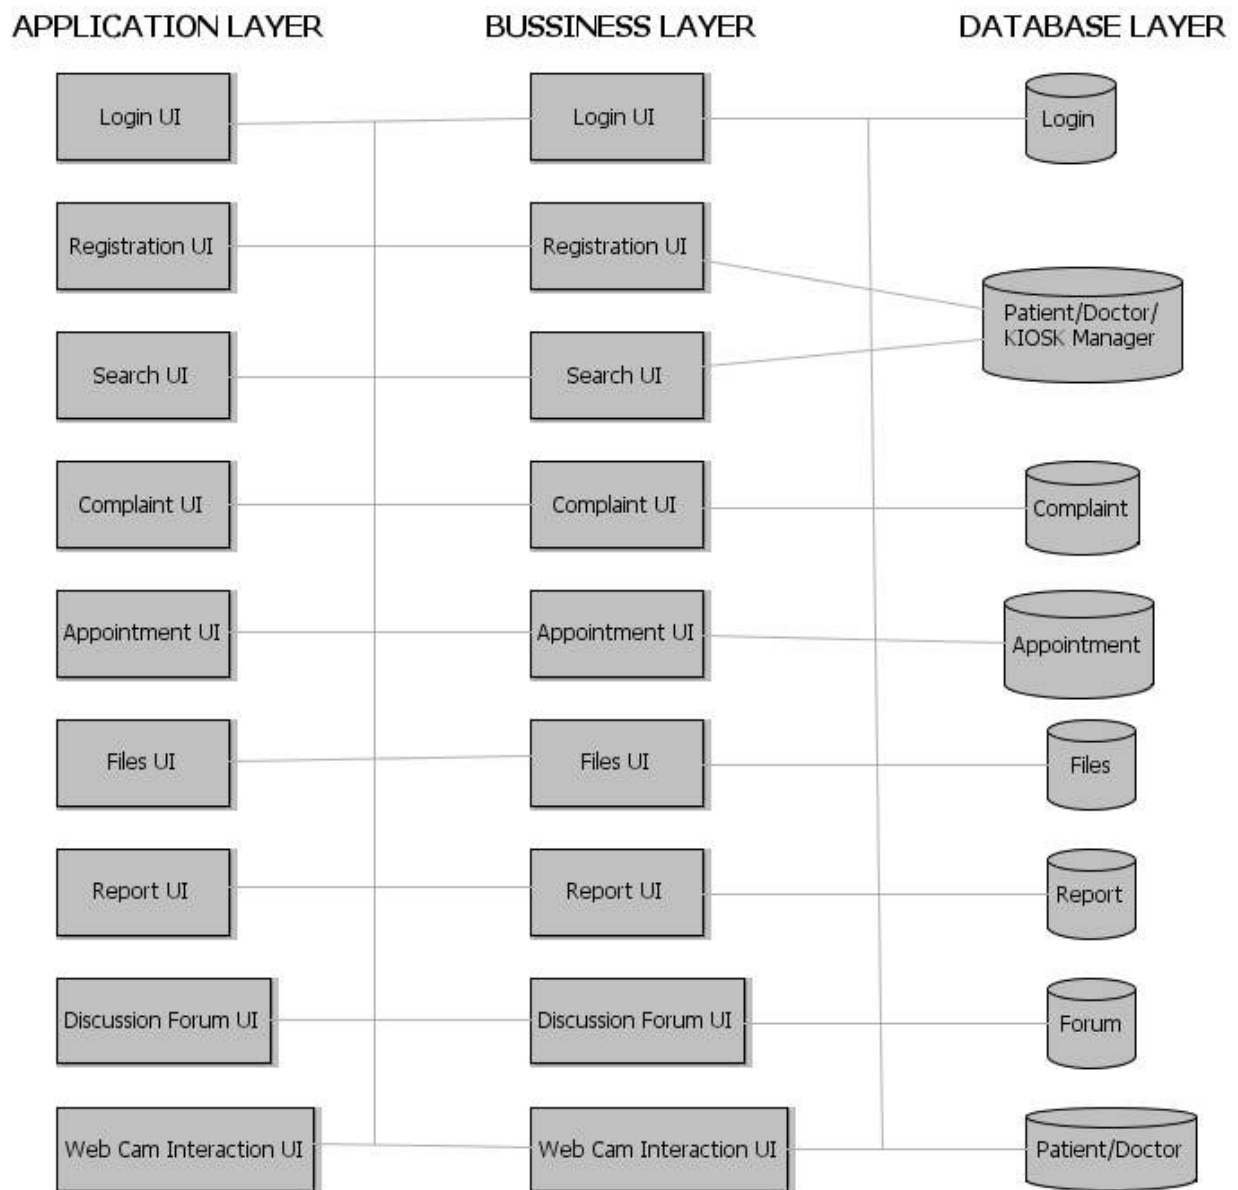 APPLICATION LAYER BUSSINESS LAYER DATABASE LAYER
Login UI Login UI Login
Registration UI Registration UI
Patient/Doctor/
KIOSK Manager
Search UI Search UI
Complaint UI Complaint UI Complaint
Appointment UI Appointment UI Appointment
Files UI Files UI Files
Report UI Report UI Report
Discussion Forum UI Discussion Forum UI Forum
Web Cam Interaction UI Web Cam Interaction UI Patient/Doctor